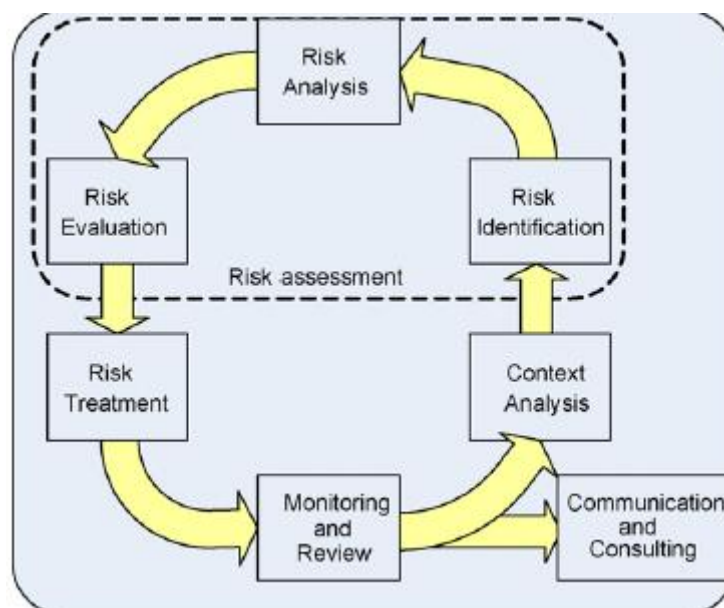 Risk
Analysis
Risk
Evaluation
Risk
Identification
Risk assessment
Risk
Treatment
Context
Analysis
Monitoring
and
Review
Communication
and
Consulting